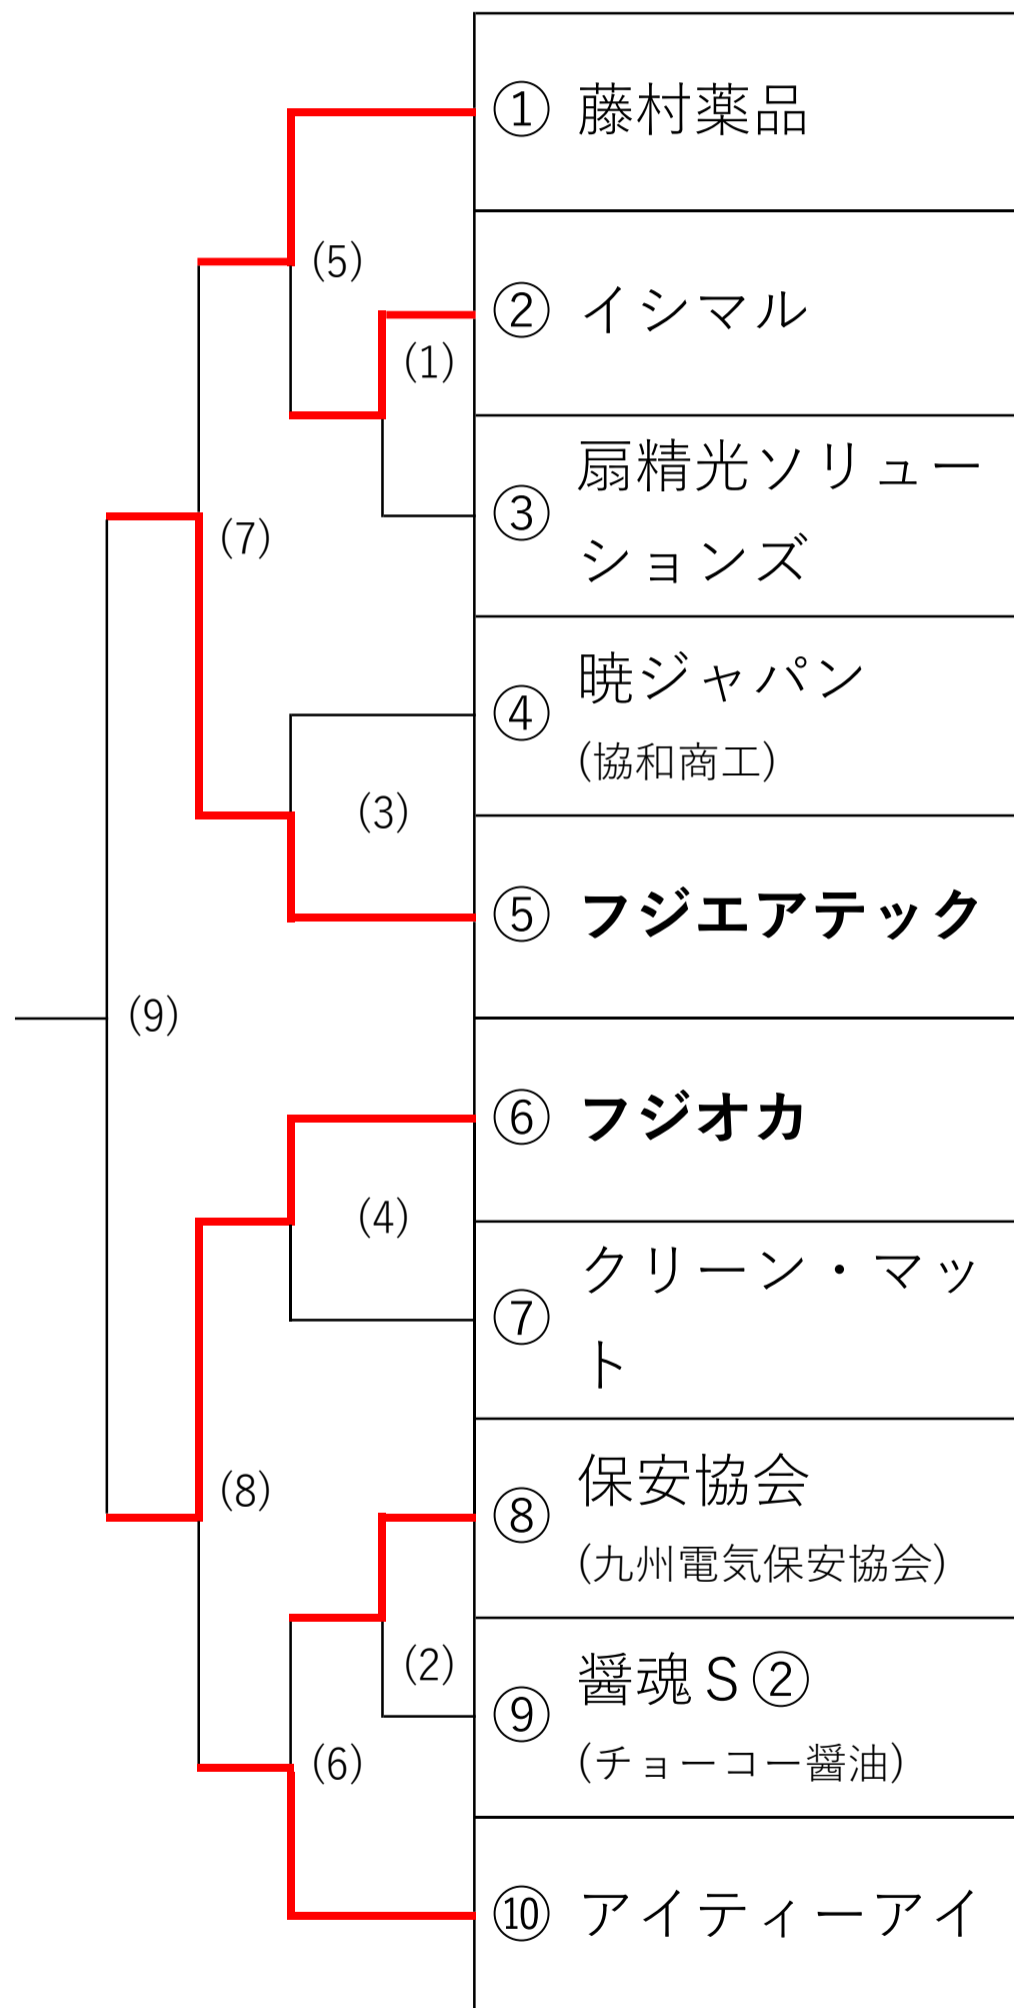 ① 藤村薬品
(5)
② イシマル
(1)
扇精光ソリュー
③
ションズ
(7)
暁ジャパン
④
(協和商工)
(3)
⑤ フジエアテック
(9)
⑥ フジオカ
(4)
クリーン・マッ
⑦
ト
(8)
保安協会
⑧
(九州電気保安協会)
(2)
醤魂S②
⑨
(チョーコー醤油)
(6)
⑩ アイティーアイ